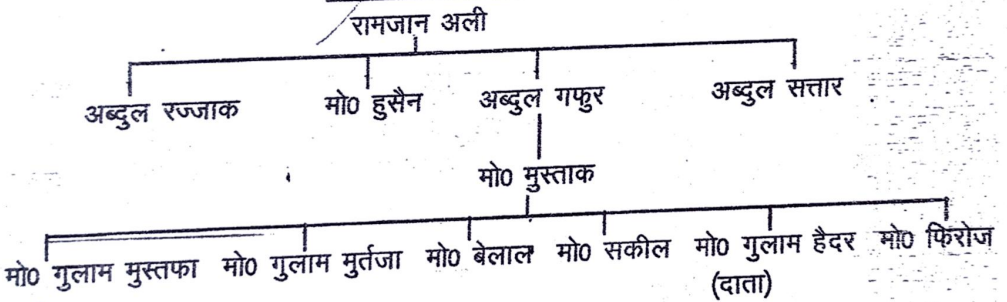 रामजान अली
अब्दुल रज्जाक मो0 हुसैन अब्दुल गफुर अब्दुल सत्तार
मो0 मुस्ताक
मो0 गुलाम मुस्तफा मो0 गुलाम मुर्तजा मो0 बेलाल मो0 सकील मो0 गुलाम हैदर मो0 फिरोज
(दाता)